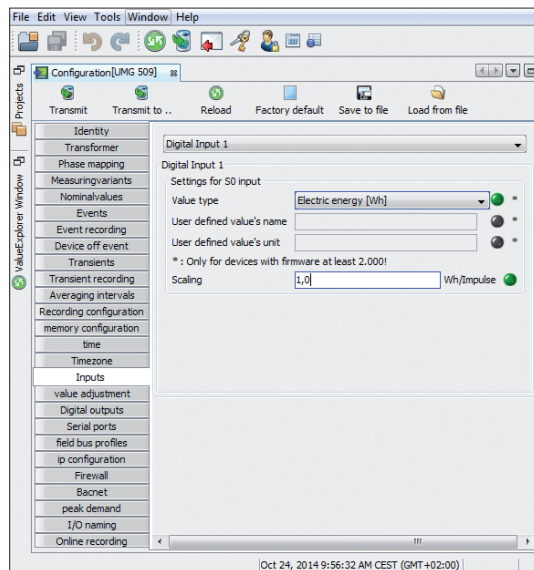 File Edit View Tools Window Help
Projects
ValueExplorer Window
Configuration[UMG 509]
Transmit Transmit to .. Reload Factory default Save to file Load from file
Identity
Transformer
Phase mapping
Measuringvariants
Nominalvalues
Events
Event recording
Device off event
Transients
Transient recording
Averaging intervals
Recording configuration
memory configuration
time
Timezone
Inputs
value adjustment
Digital outputs
Serial ports
field bus profiles
ip configuration
Firewall
Bacnet
peak demand
I/O naming
Online recording
Digital Input 1
Digital Input 1
Settings for S0 input
Value type Electric energy [Wh] *
User defined value's name *
User defined value's unit *
* : Only for devices with firmware at least 2.000!
Scaling 1,0 Wh/Impulse
Oct 24, 2014 9:56:32 AM CEST (GMT+02:00)